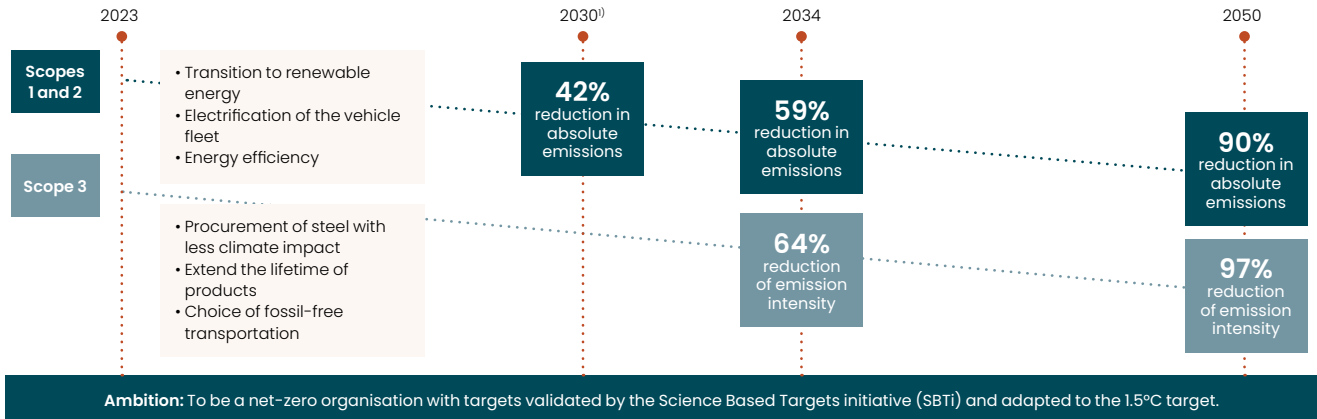 2023
2030¹⁾
2034
2050
Scopes
1 and 2
• Transition to renewable
energy
• Electrification of the vehicle
fleet
• Energy efficiency
42%
reduction in
absolute
emissions
59%
reduction in
absolute
emissions
90%
reduction in
absolute
emissions
Scope 3
• Procurement of steel with
less climate impact
• Extend the lifetime of
products
• Choice of fossil-free
transportation
64%
reduction
of emission
intensity
97%
reduction
of emission
intensity
Ambition: To be a net-zero organisation with targets validated by the Science Based Targets initiative (SBTi) and adapted to the 1.5°C target.